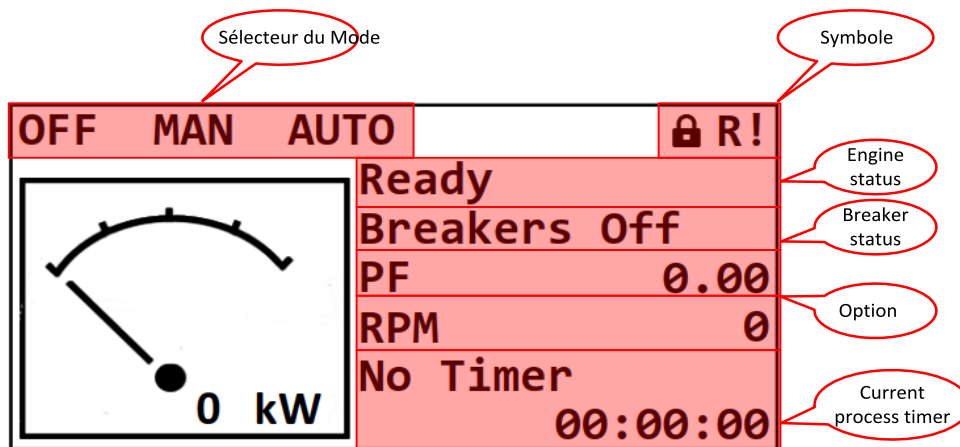 Sélecteur du Mode
Symbole
OFF MAN AUTO
R!
Engine
status
Ready
Breaker
status
Breakers Off
PF 0.00
Option
RPM 0
No Timer
00:00:00
Current
process timer
0 kW